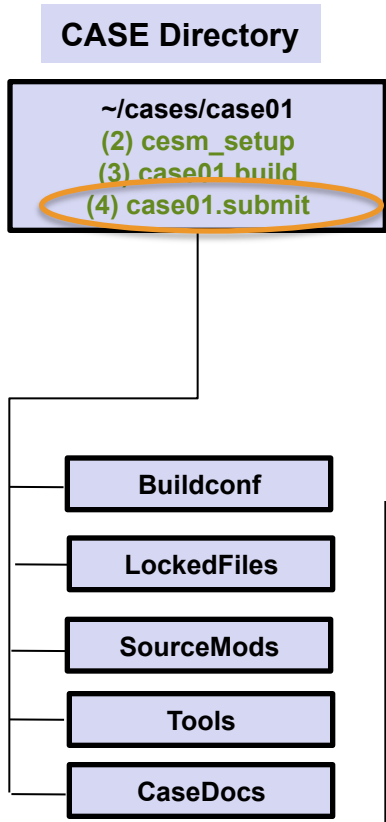 CASE Directory
~/cases/case01
(2) cesm_setup
(3) case01.build
(4) case01.submit
Buildconf
LockedFiles
SourceMods
Tools
CaseDocs